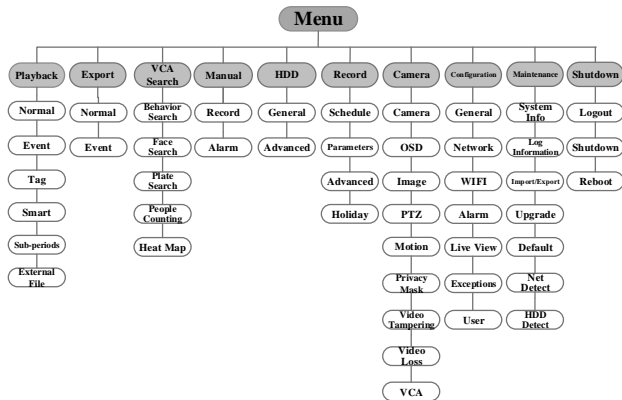 Menu
Playback
Normal
Event
Tag
Smart
Sub-periods
External
File
Export
Normal
Event
VCA
Search
Behavior
Search
Face
Search
Plate
Search
People
Counting
Heat Map
Manual
Record
Alarm
HDD
General
Advanced
Record
Schedule
Parameters
Advanced
Holiday
Camera
Camera
OSD
Image
PTZ
Motion
Privacy
Mask
Video
Tampering
Video
Loss
VCA
Configuration
General
Network
WIFI
Alarm
Live View
Exceptions
User
Maintenance
System
Info
Log
Information
Import/Export
Upgrade
Default
Net
Detect
HDD
Detect
Shutdown
Logout
Shutdown
Reboot